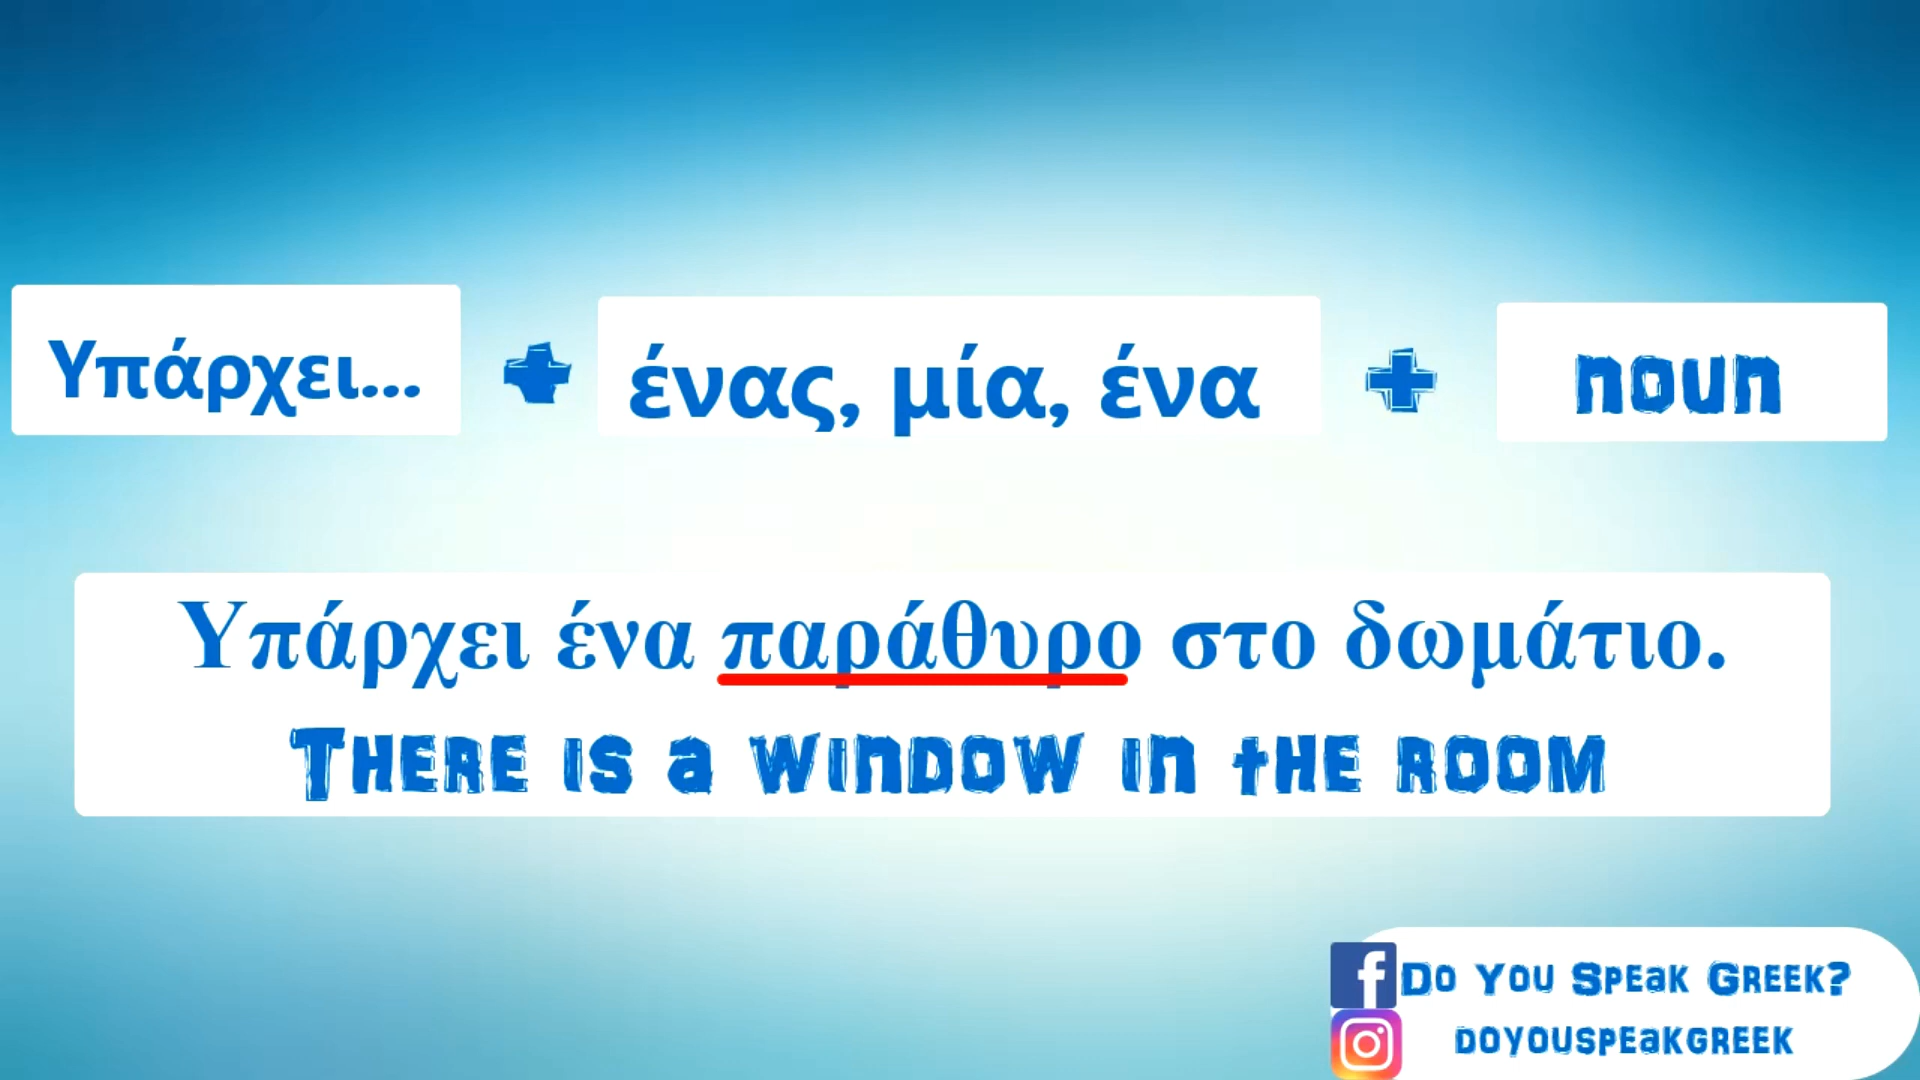 Υπάρχει... + ένας, μία, ένα + noun
Υπάρχει ένα παράθυρο στο δωμάτιο.
There is a window in the room
Do You Speak Greek?
doyouspeakgreek